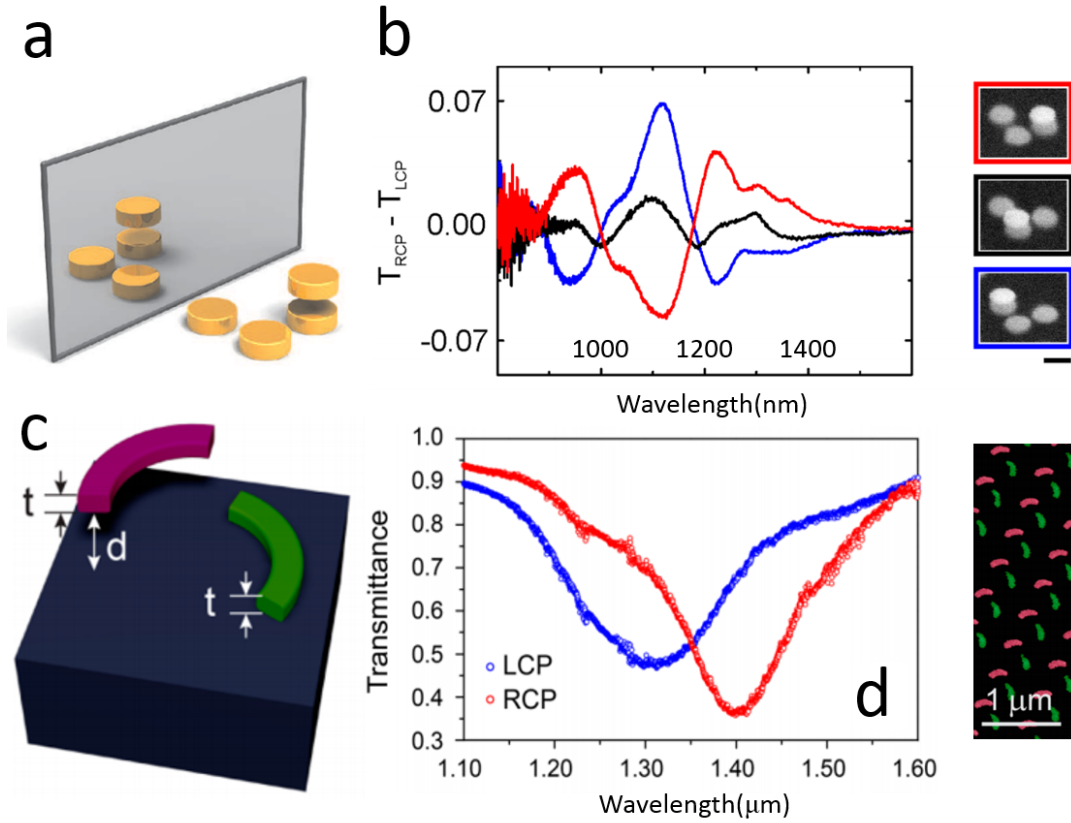 a
b
0.07
0.00
-0.07
T_RCP - T_LCP
1000 1200 1400
Wavelength(nm)
c
t
d
t
1.0
0.9
0.8
0.7
0.6
0.5
0.4
0.3
Transmittance
LCP
RCP
d
1.10 1.20 1.30 1.40 1.50 1.60
Wavelength(μm)
1 μm